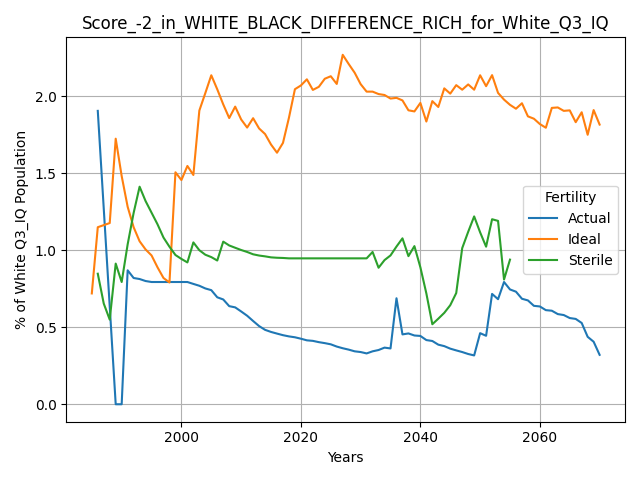 Score_-2_in_WHITE_BLACK_DIFFERENCE_RICH_for_White_Q3_IQ
% of White Q3_IQ Population
2.0
1.5
1.0
0.5
0.0
Fertility
Actual
Ideal
Sterile
2000
2020
2040
2060
Years